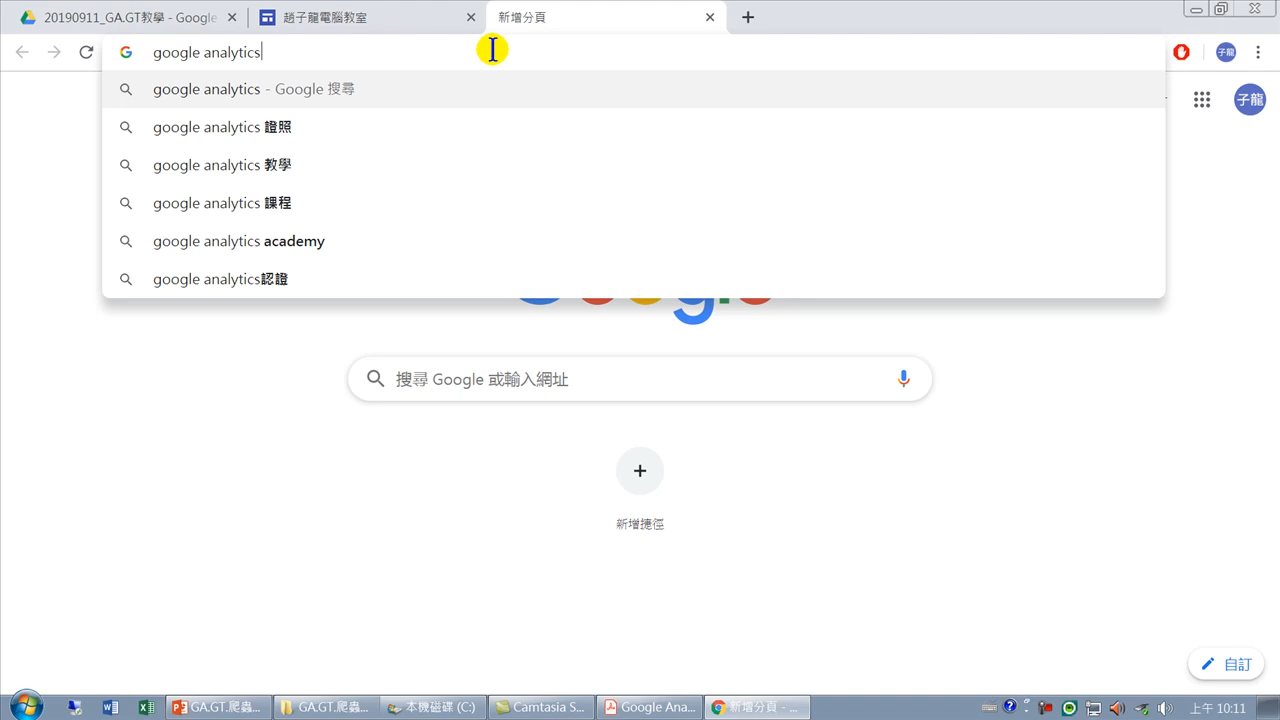 20190911_GA.GT教學 - Google
趙子龍電腦教室
新增分頁
google analytics
子龍
google analytics - Google 搜尋
子龍
google analytics 證照
google analytics 教學
google analytics 課程
google analytics academy
google analytics認證
搜尋 Google 或輸入網址
新增捷徑
自訂
GA.GT.爬蟲...
GA.GT.爬蟲...
本機磁碟 (C:)
Camtasia S...
Google Ana...
新增分頁 - ...
上午 10:11